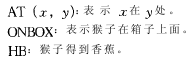 AT (x, y): 表示 x在 y处。
ONBOX: 表示猴子在箱子上面。
HB: 猴子得到香蕉。